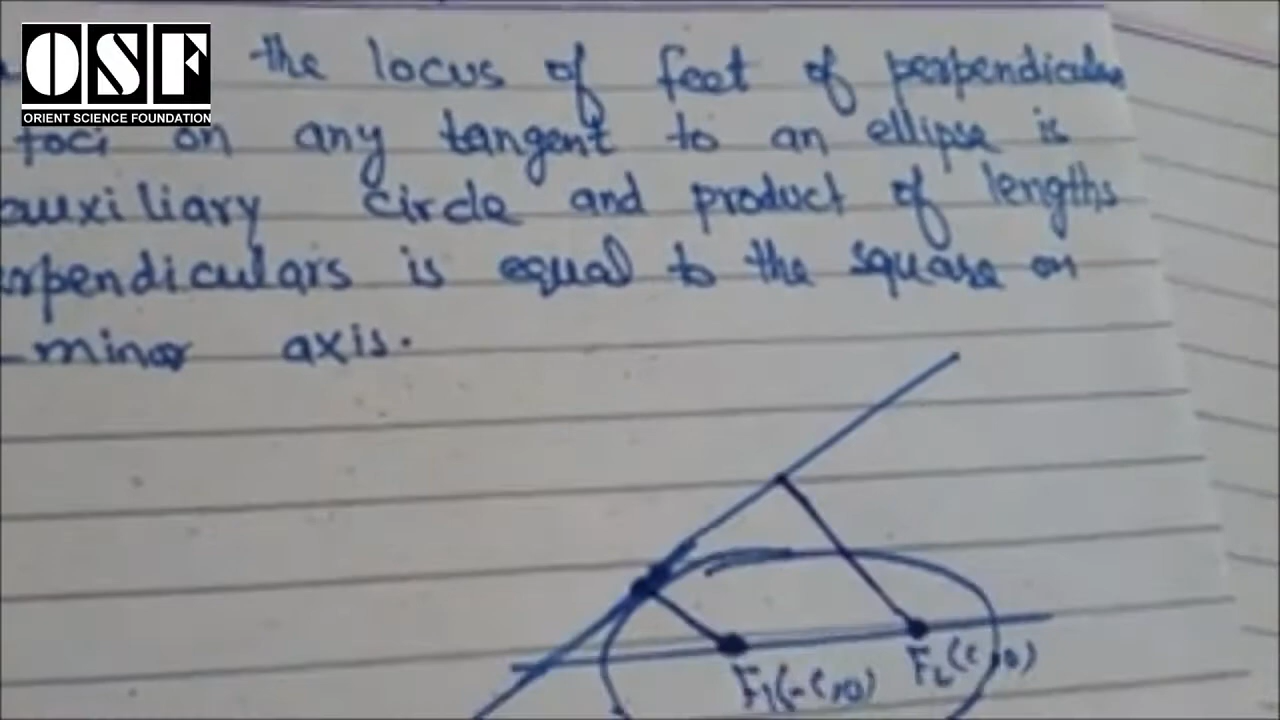 OSF
ORIENT SCIENCE FOUNDATION
the locus of feet of perpendicular
foci on any tangent to an ellipse is
auxiliary circle and product of lengths
erpendiculars is equal to the square on
-minor axis.
F₁(-c,0)
F₂(c,0)